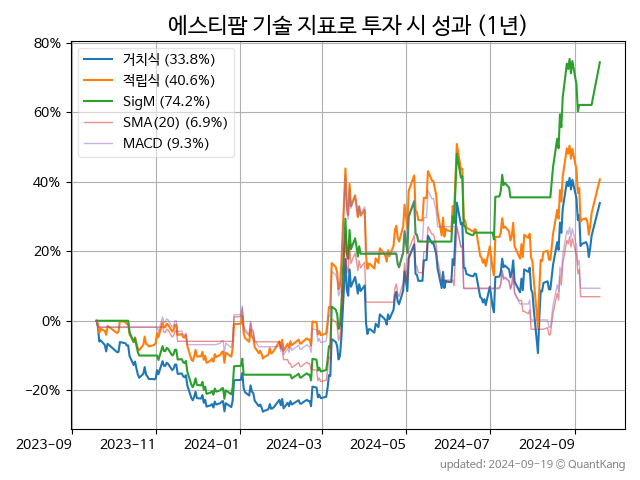 에스티팜 기술 지표로 투자 시 성과 (1년)
80%
60%
40%
20%
0%
−20%
거치식 (33.8%)
적립식 (40.6%)
SigM (74.2%)
SMA(20) (6.9%)
MACD (9.3%)
2023-09 2023-11 2024-01 2024-03 2024-05 2024-07 2024-09
updated: 2024-09-19 © QuantKang